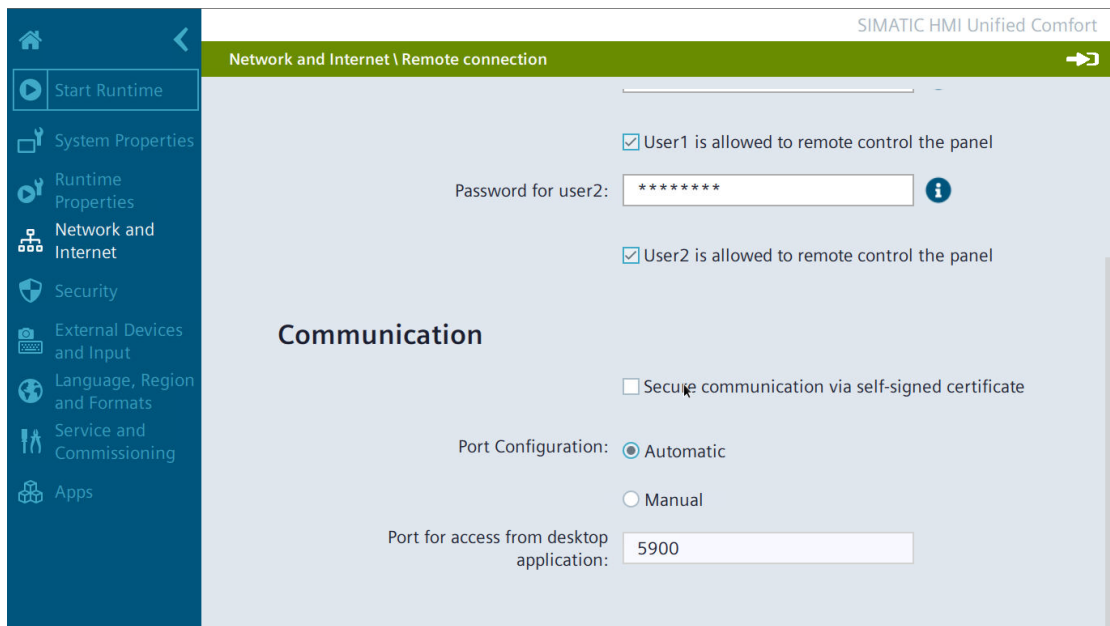 SIMATIC HMI Unified Comfort
Network and Internet \ Remote connection
Start Runtime
System Properties
Runtime
Properties
Network and
Internet
Security
External Devices
and Input
Language, Region
and Formats
Service and
Commissioning
Apps
User1 is allowed to remote control the panel
Password for user2: ********
User2 is allowed to remote control the panel
Communication
Secure communication via self-signed certificate
Port Configuration: Automatic
Manual
Port for access from desktop
application: 5900